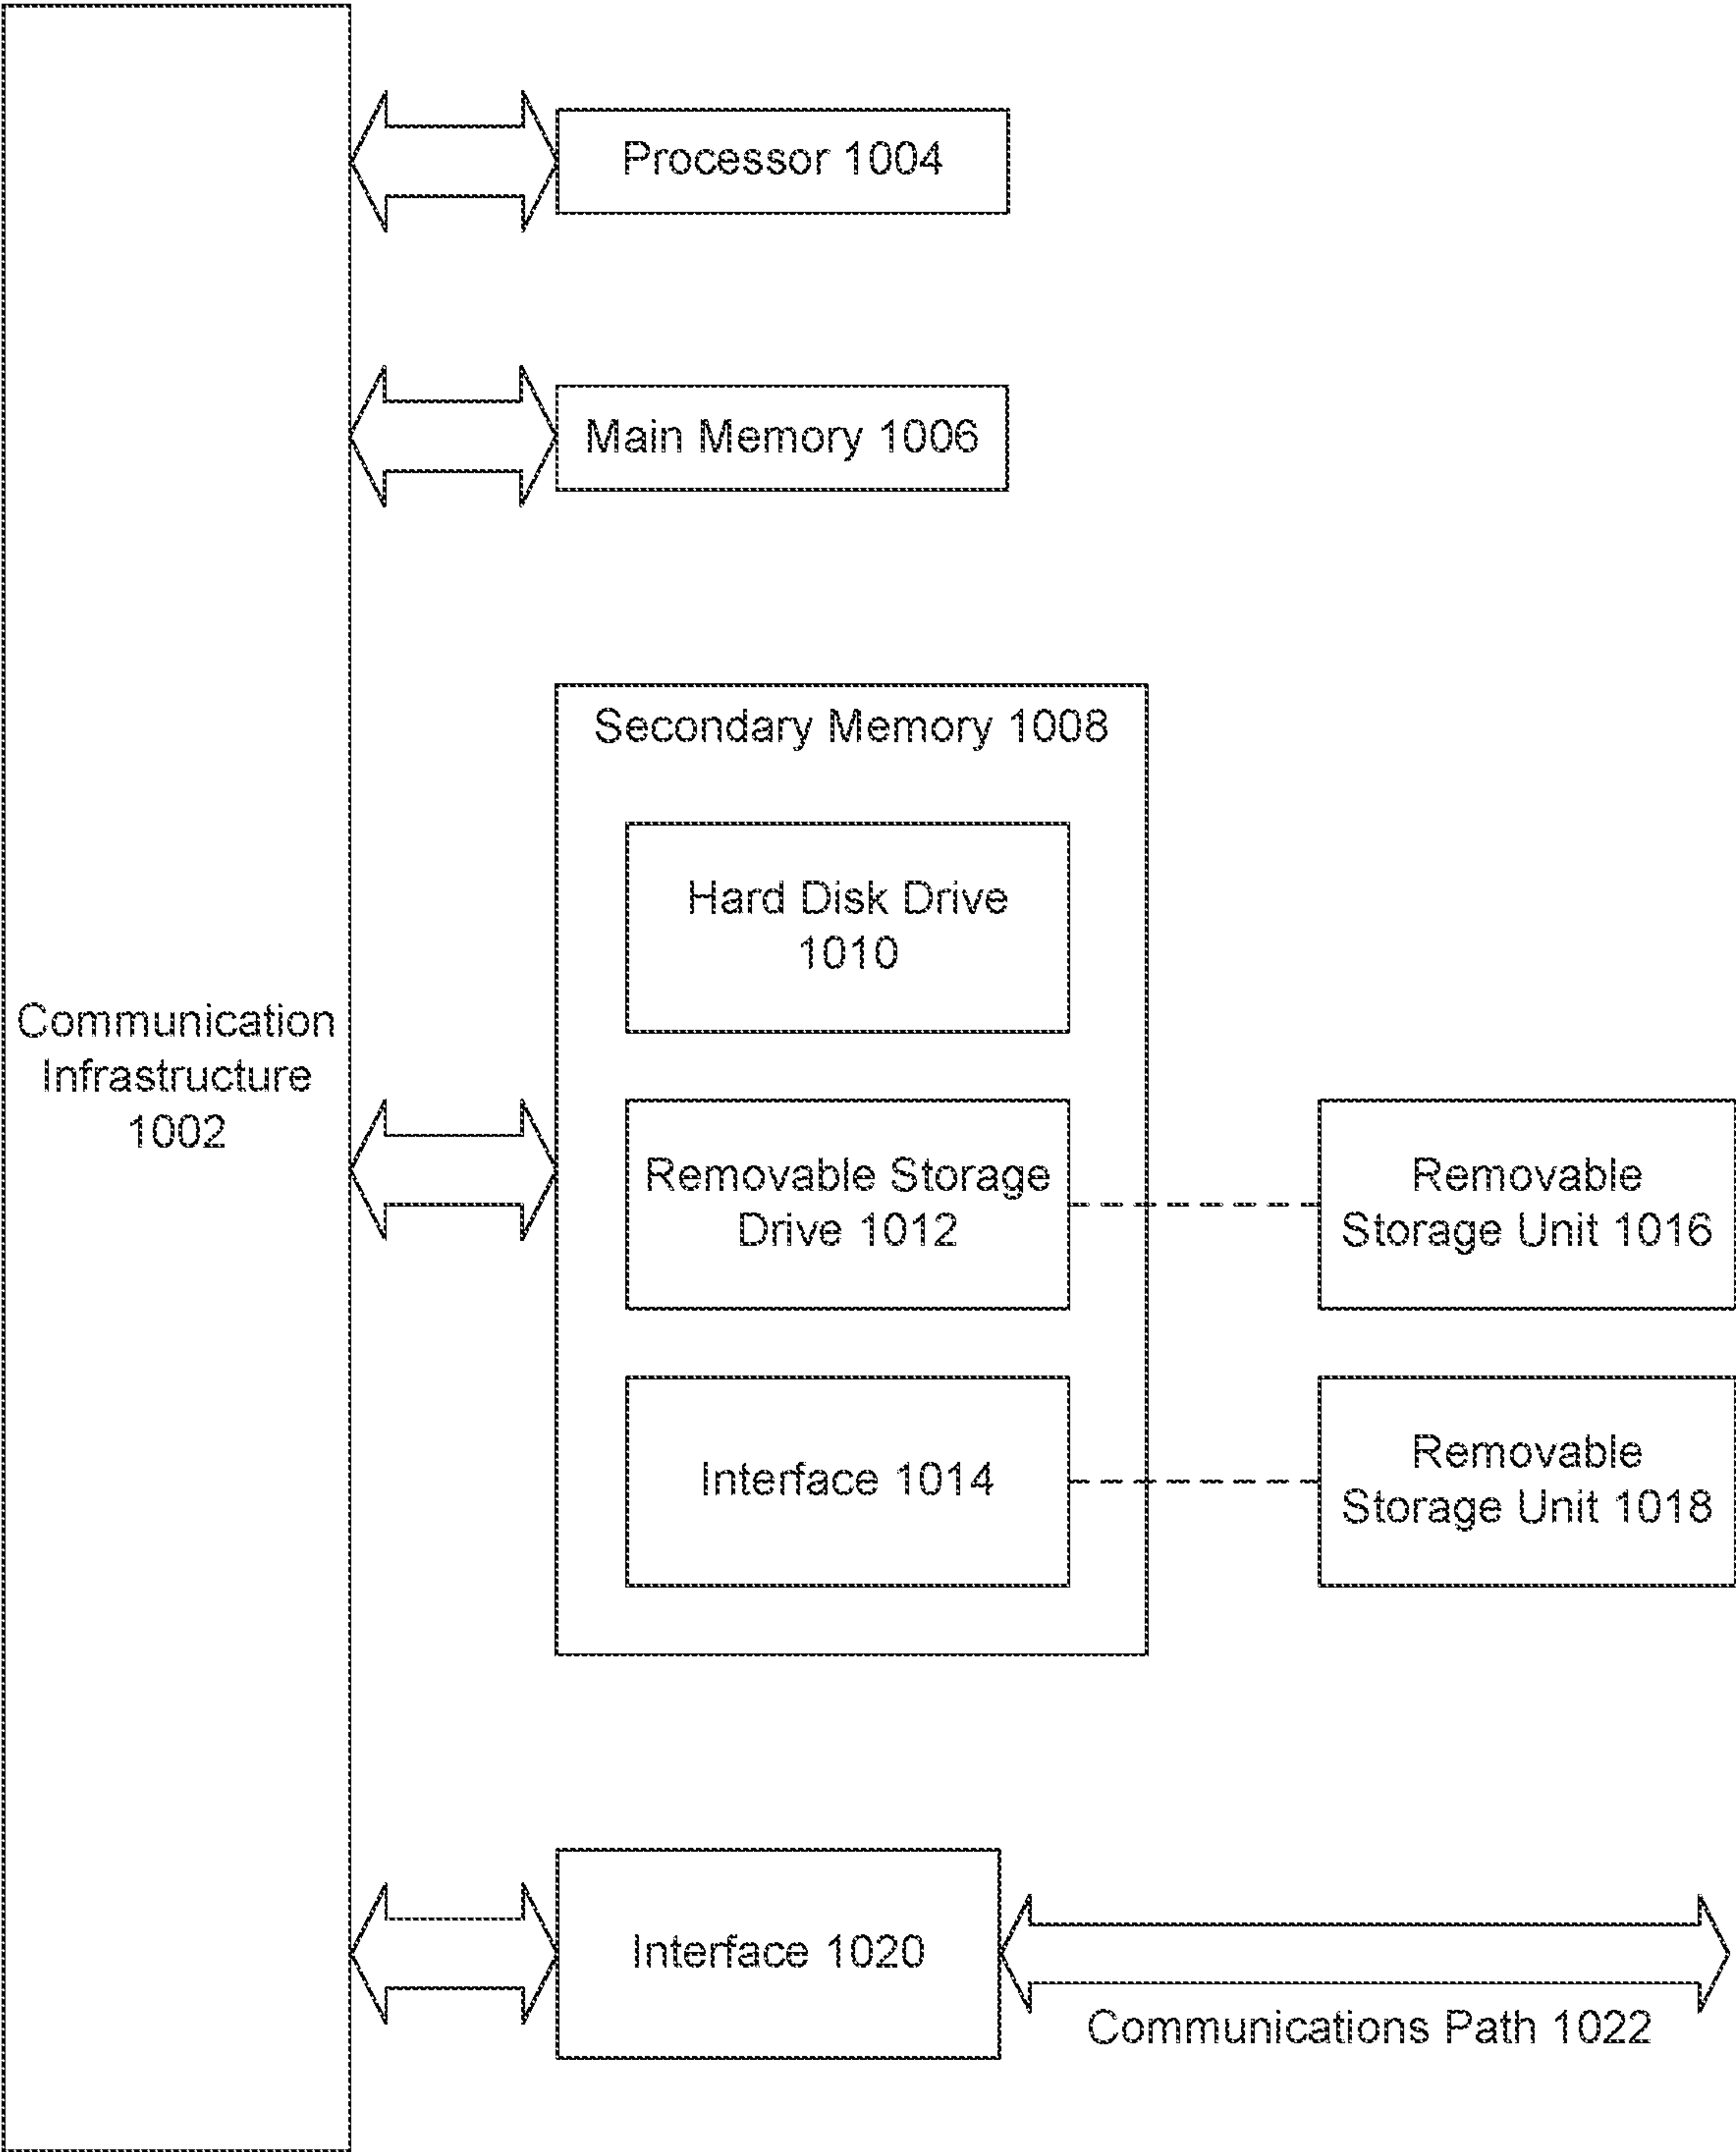 Processor 1004
Main Memory 1006
Secondary Memory 1008
Hard Disk Drive
1010
Communication
Infrastructure
1002
Removable Storage
Drive 1012
Removable
Storage Unit 1016
Interface 1014
Removable
Storage Unit 1018
Interface 1020
Communications Path 1022